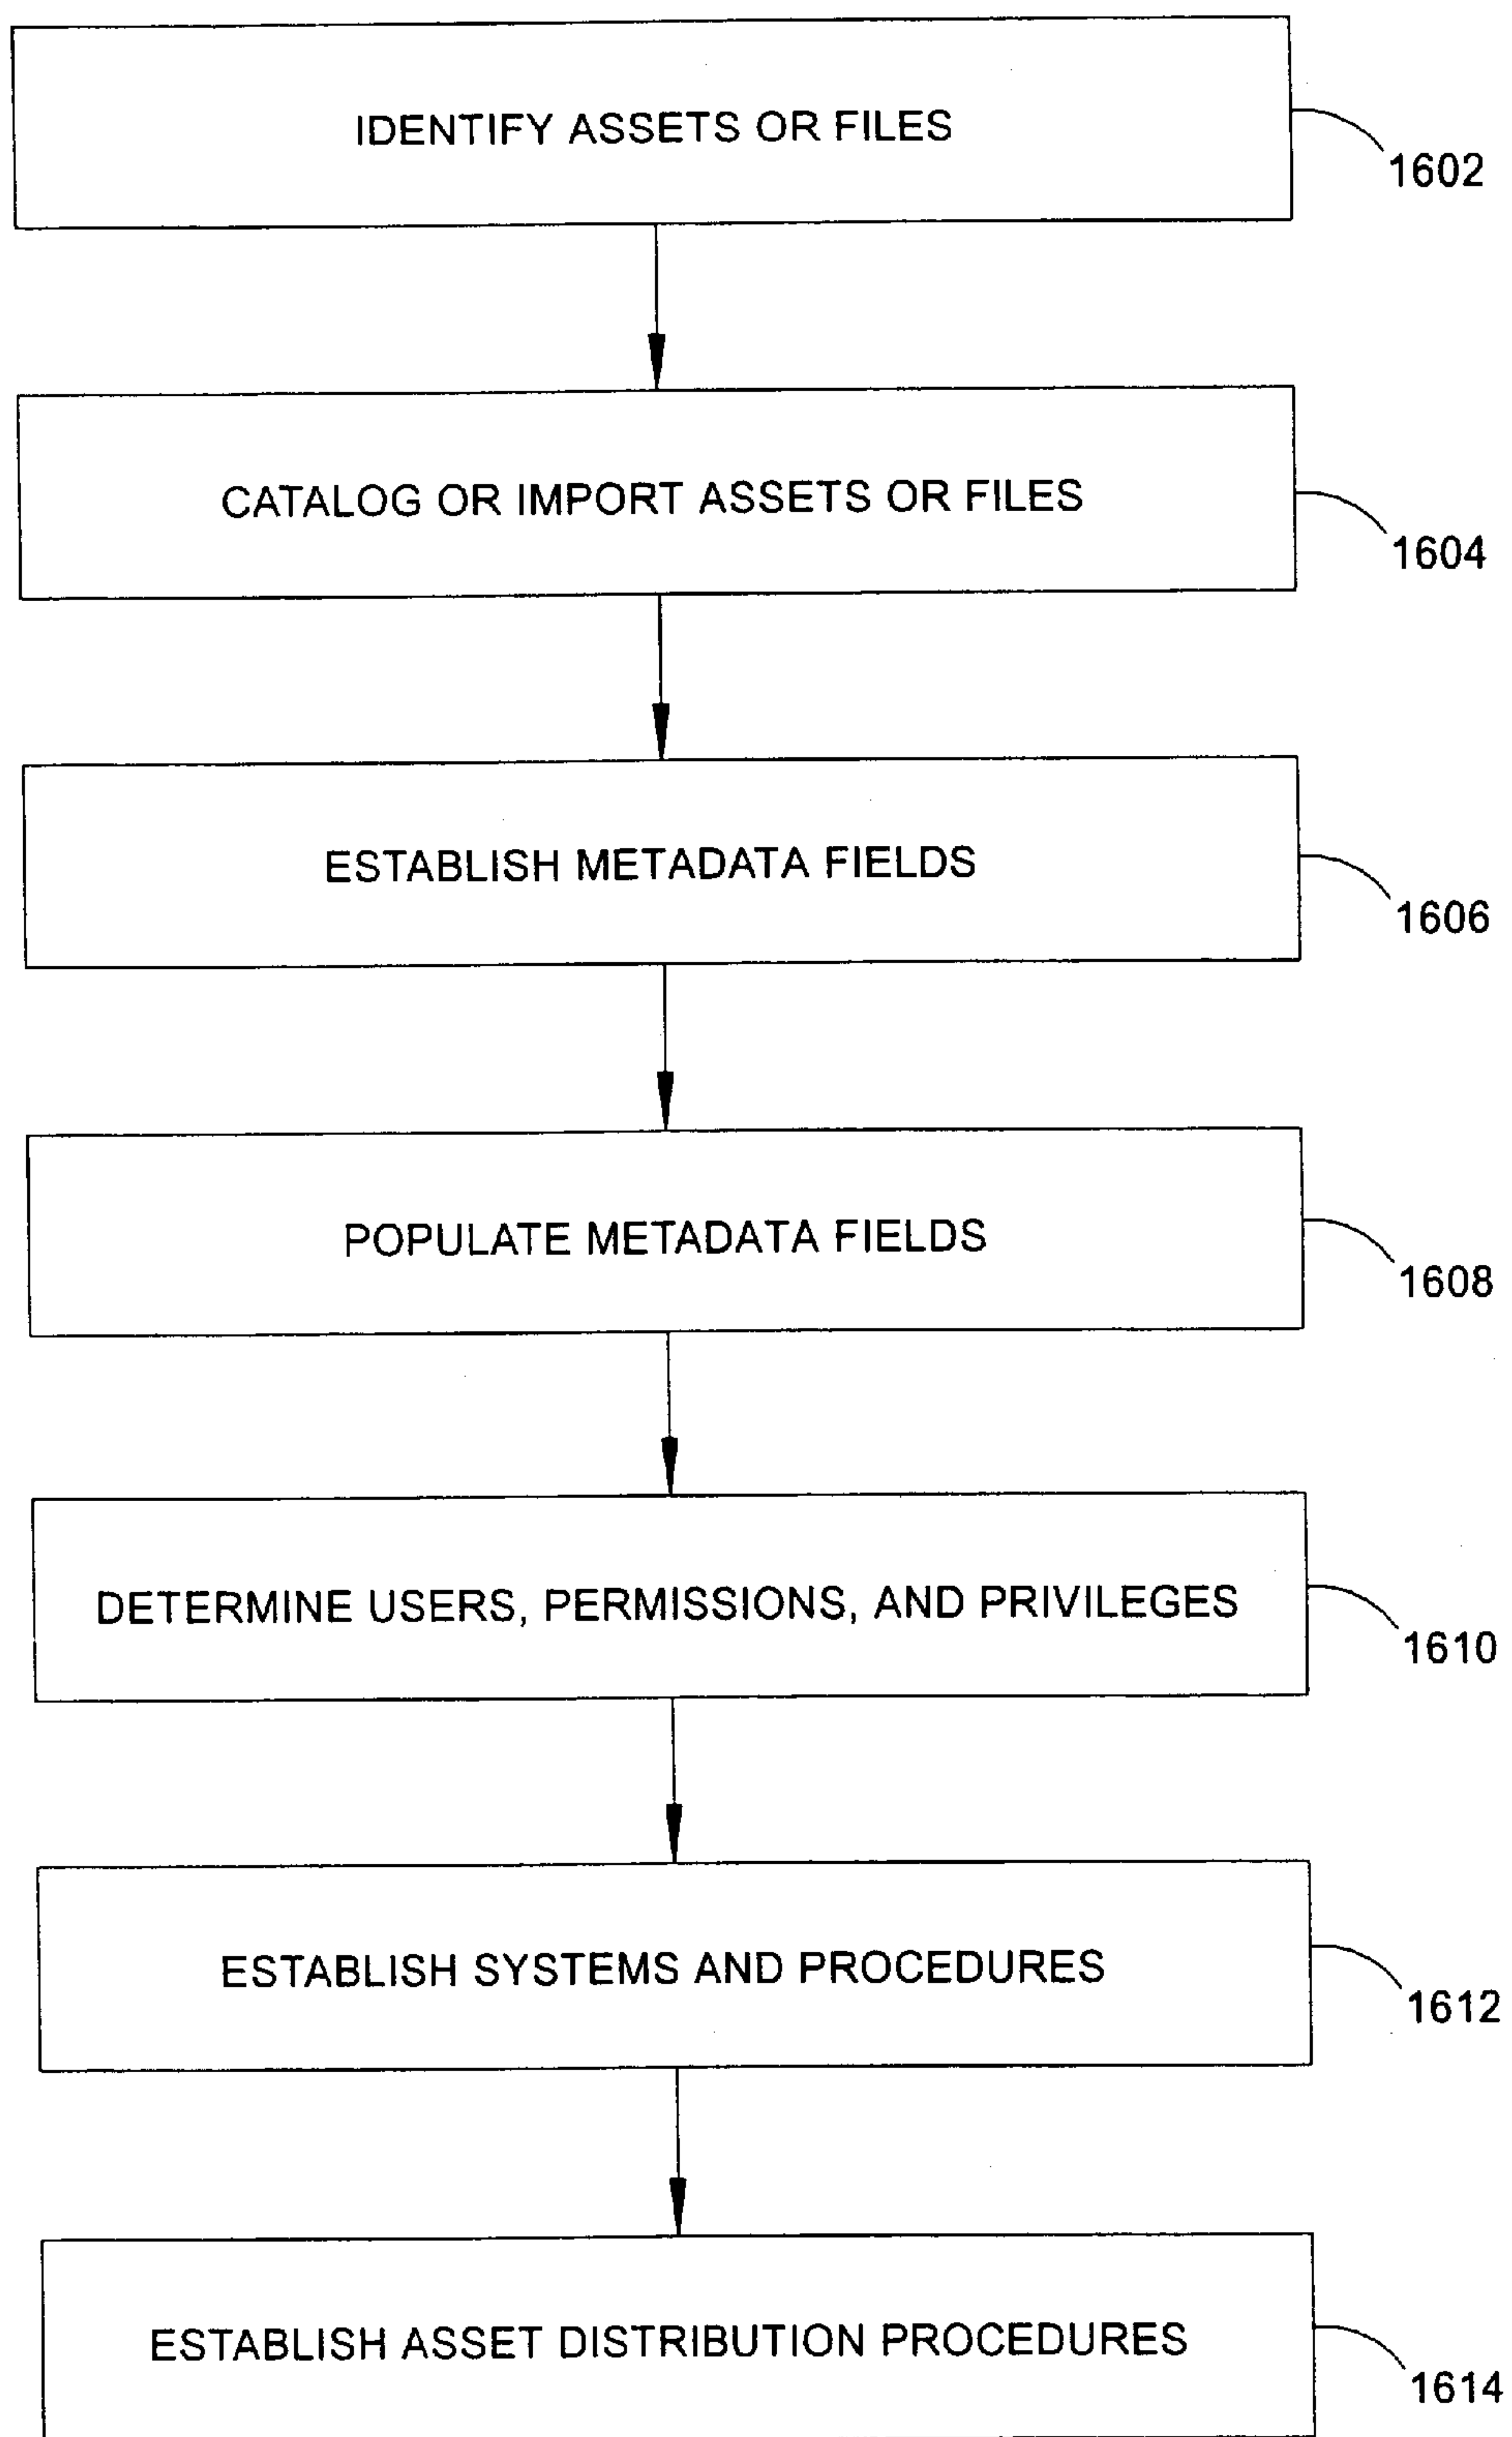 IDENTIFY ASSETS OR FILES
1602
CATALOG OR IMPORT ASSETS OR FILES
1604
ESTABLISH METADATA FIELDS
1606
POPULATE METADATA FIELDS
1608
DETERMINE USERS, PERMISSIONS, AND PRIVILEGES
1610
ESTABLISH SYSTEMS AND PROCEDURES
1612
ESTABLISH ASSET DISTRIBUTION PROCEDURES
1614